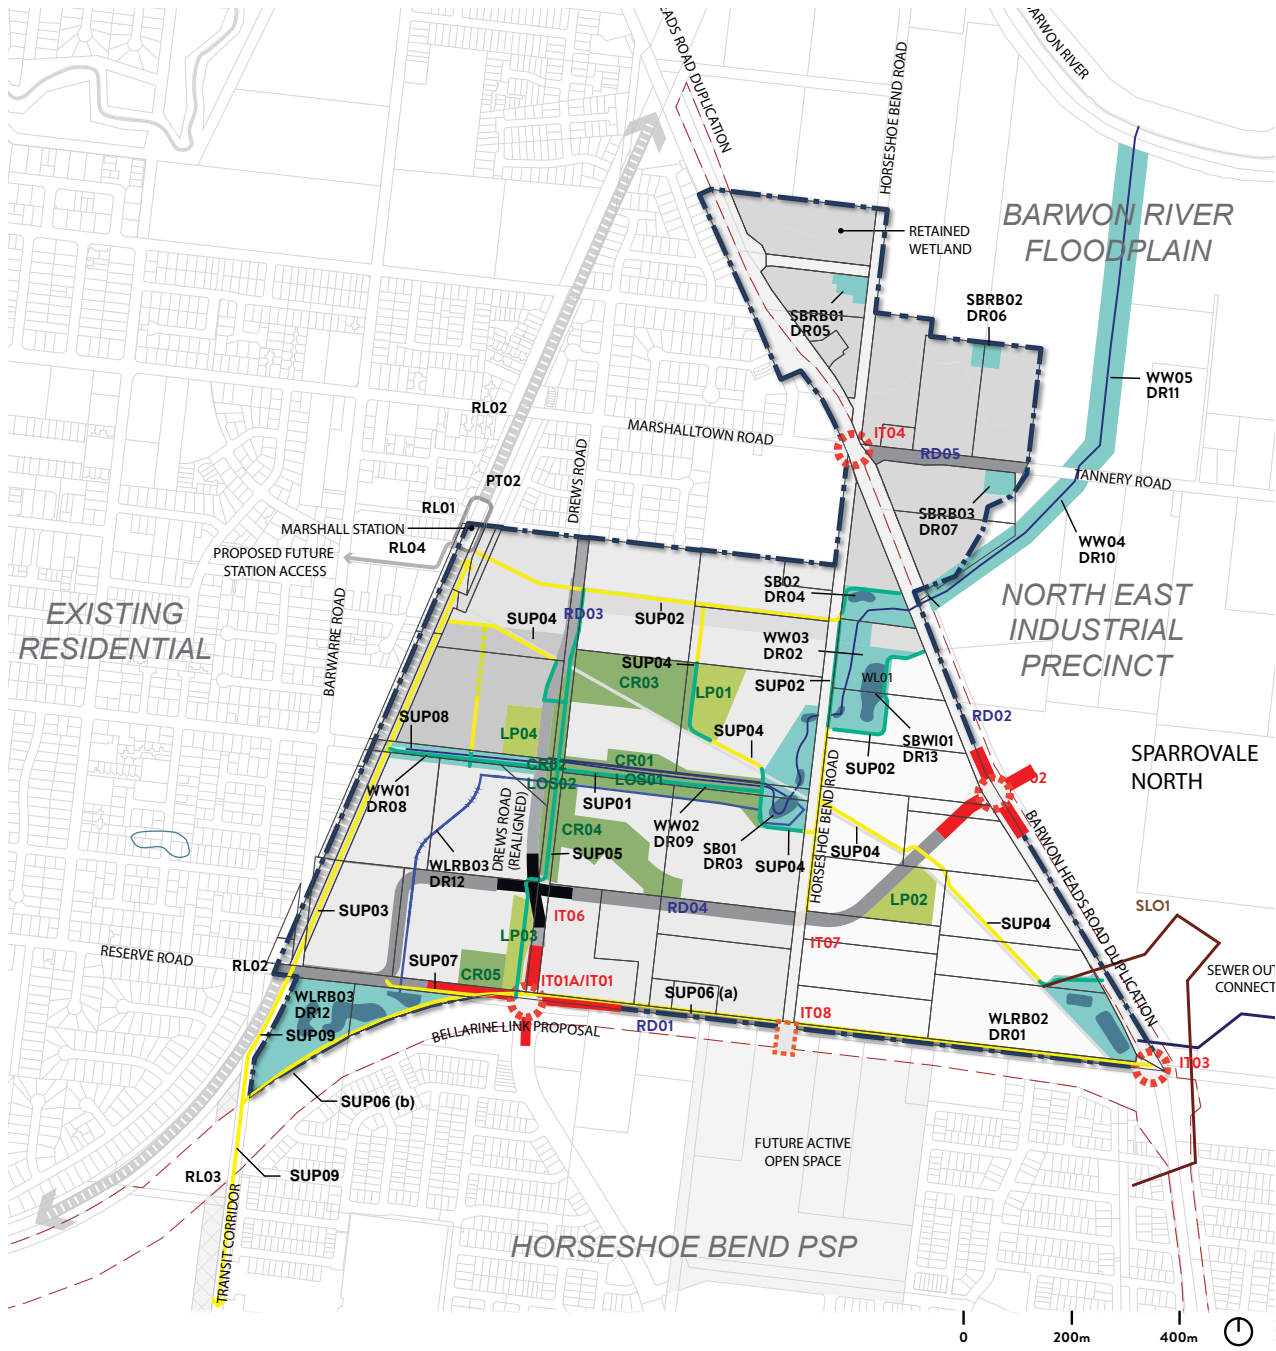 ADS ROAD DUPLICATION
HORSESHOE BEND ROAD
BARWON RIVER
BARWON RIVER
FLOODPLAIN
RETAINED
WETLAND
SBRB01
DR05
SBRB02
DR06
WW05
DR11
RL02
MARSHALLTOWN ROAD
IT04
RD05
TANNERY ROAD
DREWS ROAD
PT02
RL01
MARSHALL STATION
RL04
PROPOSED FUTURE
STATION ACCESS
SBRB03
DR07
WW04
DR10
EXISTING
RESIDENTIAL
BARWARRE ROAD
SB02
DR04
NORTH EAST
INDUSTRIAL
PRECINCT
SUP04
RD03
SUP02
WW03
DR02
SUP04
CR03
LP01
SUP02
WL01
SUP08
LP04
SUP04
RD02
SBWI01
DR13
SUP02
SPARROVALE
NORTH
CR02
CR01
LOS02
LOS01
WW01
DR08
SUP01
02
DREWS ROAD
(REALIGNED)
CR04
WW02
DR09
SB01
DR03
SUP04
SUP04
HORSESHOE BEND ROAD
BARWON HEADS ROAD DUPLICATION
WLRB03
DR12
SUP05
SUP03
IT06
RD04
LP02
SLO1
SUP04
LP03
IT07
RESERVE ROAD
RL02
SUP07
CR05
IT01A/IT01
SEWER OUT
CONNECT
WLRB03
DR12
SUP06 (a)
IT08
WLRB02
DR01
SUP09
BELLARINE LINK PROPOSAL
RD01
IT03
SUP06 (b)
FUTURE ACTIVE
OPEN SPACE
RL03
SUP09
TRANSIT CORRIDOR
HORSESHOE BEND PSP
0
200m
400m